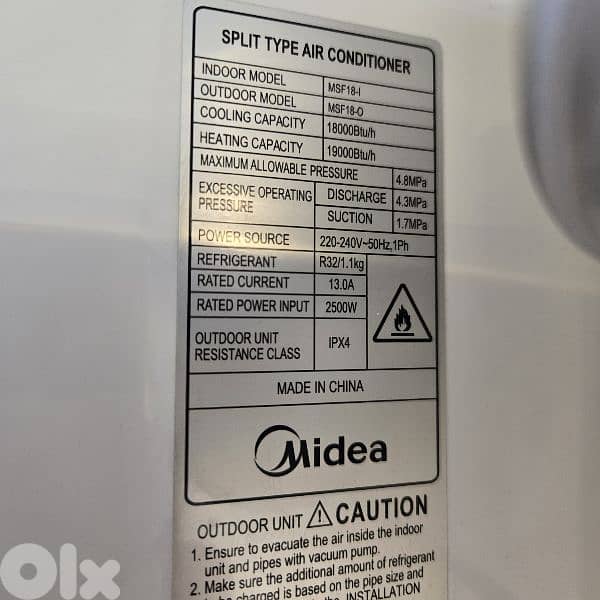 SPLIT TYPE AIR CONDITIONER
INDOOR MODEL MSF18-I
OUTDOOR MODEL MSF18-O
COOLING CAPACITY 18000Btu/h
HEATING CAPACITY 19000Btu/h
MAXIMUM ALLOWABLE PRESSURE 4.8MPa
EXCESSIVE OPERATING PRESSURE DISCHARGE 4.3MPa
SUCTION 1.7MPa
POWER SOURCE 220-240V~50Hz,1Ph
REFRIGERANT R32/1.1kg
RATED CURRENT 13.0A
RATED POWER INPUT 2500W
OUTDOOR UNIT
RESISTANCE CLASS IPX4
MADE IN CHINA
Midea
OUTDOOR UNIT CAUTION
1. Ensure to evacuate the air inside the indoor
unit and pipes with vacuum pump.
2. Make sure the additional amount of refrigerant
to be charged is based on the pipe size and
the INSTALLATION
OLX